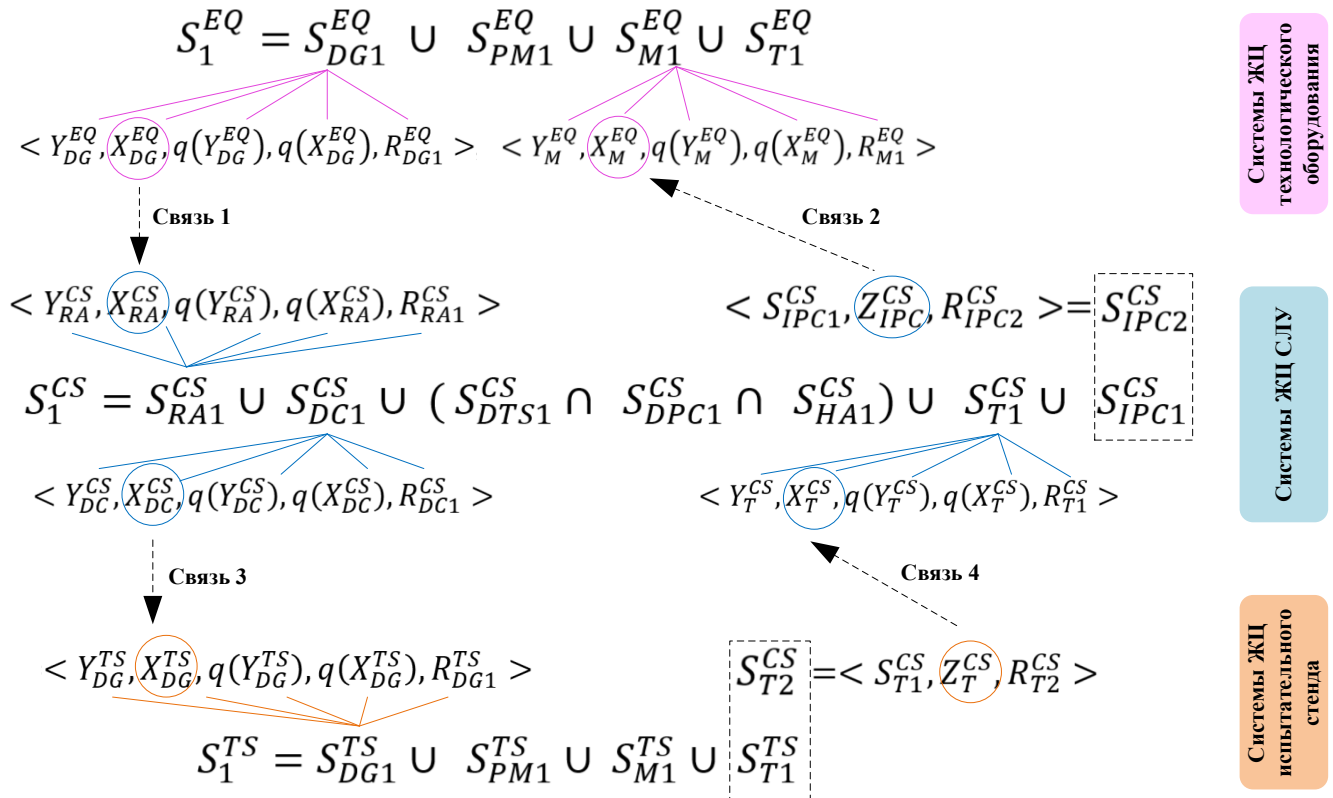 S_1^{EQ} = S_{DG1}^{EQ} ∪ S_{PM1}^{EQ} ∪ S_{M1}^{EQ} ∪ S_{T1}^{EQ}
< Y_{DG}^{EQ}, X_{DG}^{EQ}, q(Y_{DG}^{EQ}), q(X_{DG}^{EQ}), R_{DG1}^{EQ} >
< Y_M^{EQ}, X_M^{EQ}, q(Y_M^{EQ}), q(X_M^{EQ}), R_{M1}^{EQ} >
Системы ЖЦ
технологического
оборудования
Связь 1
Связь 2
< Y_{RA}^{CS}, X_{RA}^{CS}, q(Y_{RA}^{CS}), q(X_{RA}^{CS}), R_{RA1}^{CS} >
< S_{IPC1}^{CS}, Z_{IPC}^{CS}, R_{IPC2}^{CS} >= S_{IPC2}^{CS}
S_1^{CS} = S_{RA1}^{CS} ∪ S_{DC1}^{CS} ∪ ( S_{DTS1}^{CS} ∩ S_{DPC1}^{CS} ∩ S_{HA1}^{CS}) ∪ S_{T1}^{CS} ∪ S_{IPC1}^{CS}
< Y_{DC}^{CS}, X_{DC}^{CS}, q(Y_{DC}^{CS}), q(X_{DC}^{CS}), R_{DC1}^{CS} >
< Y_T^{CS}, X_T^{CS}, q(Y_T^{CS}), q(X_T^{CS}), R_{T1}^{CS} >
Системы ЖЦ СЛУ
Связь 3
Связь 4
< Y_{DG}^{TS}, X_{DG}^{TS}, q(Y_{DG}^{TS}), q(X_{DG}^{TS}), R_{DG1}^{TS} >
S_{T2}^{CS} =< S_{T1}^{CS}, Z_T^{CS}, R_{T2}^{CS} >
S_1^{TS} = S_{DG1}^{TS} ∪ S_{PM1}^{TS} ∪ S_{M1}^{TS} ∪ S_{T1}^{TS}
Системы ЖЦ
испытательного
стенда